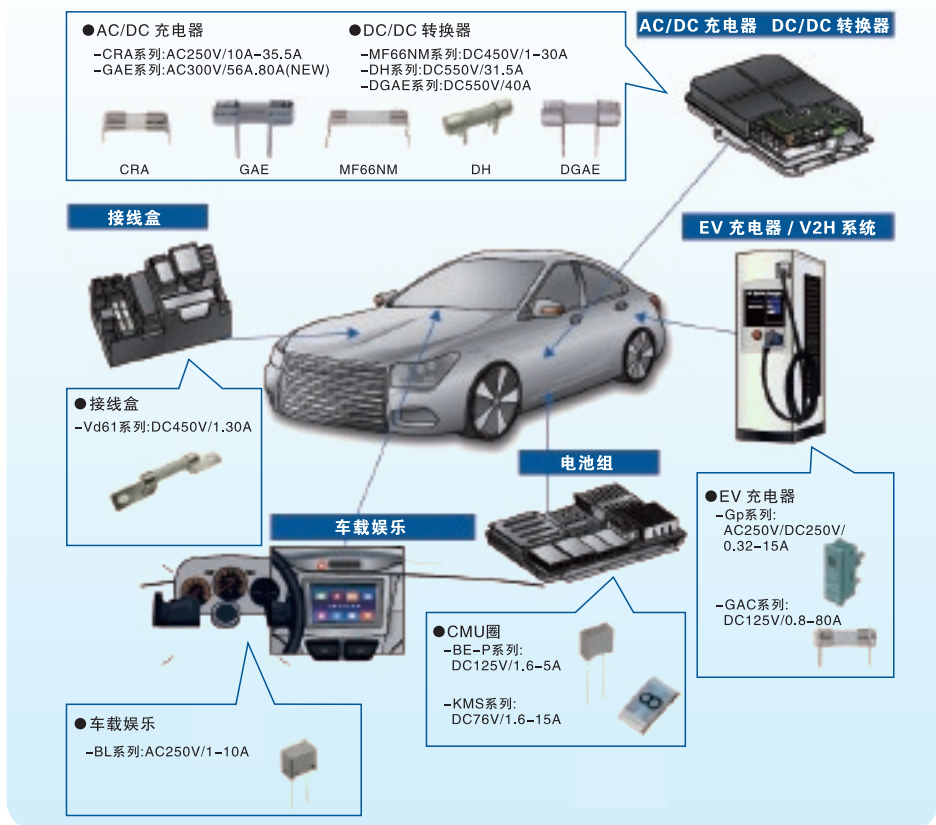 ●AC/DC 充电器
–CRA系列:AC250V/10A–35.5A
–GAE系列:AC300V/56A.80A(NEW)
●DC/DC 转换器
–MF66NM系列:DC450V/1–30A
–DH系列:DC550V/31.5A
–DGAE系列:DC550V/40A
CRA
GAE
MF66NM
DH
DGAE
AC/DC 充电器 DC/DC 转换器
接线盒
EV 充电器 / V2H 系统
●接线盒
–Vd61系列:DC450V/1.30A
电池组
车载娱乐
●EV 充电器
–Gp系列:
AC250V/DC250V/
0.32–15A
–GAC系列:
DC125V/0.8–80A
●CMU圈
–BE–P系列:
DC125V/1.6–5A
–KMS系列:
DC76V/1.6–15A
8
●车载娱乐
–BL系列:AC250V/1–10A